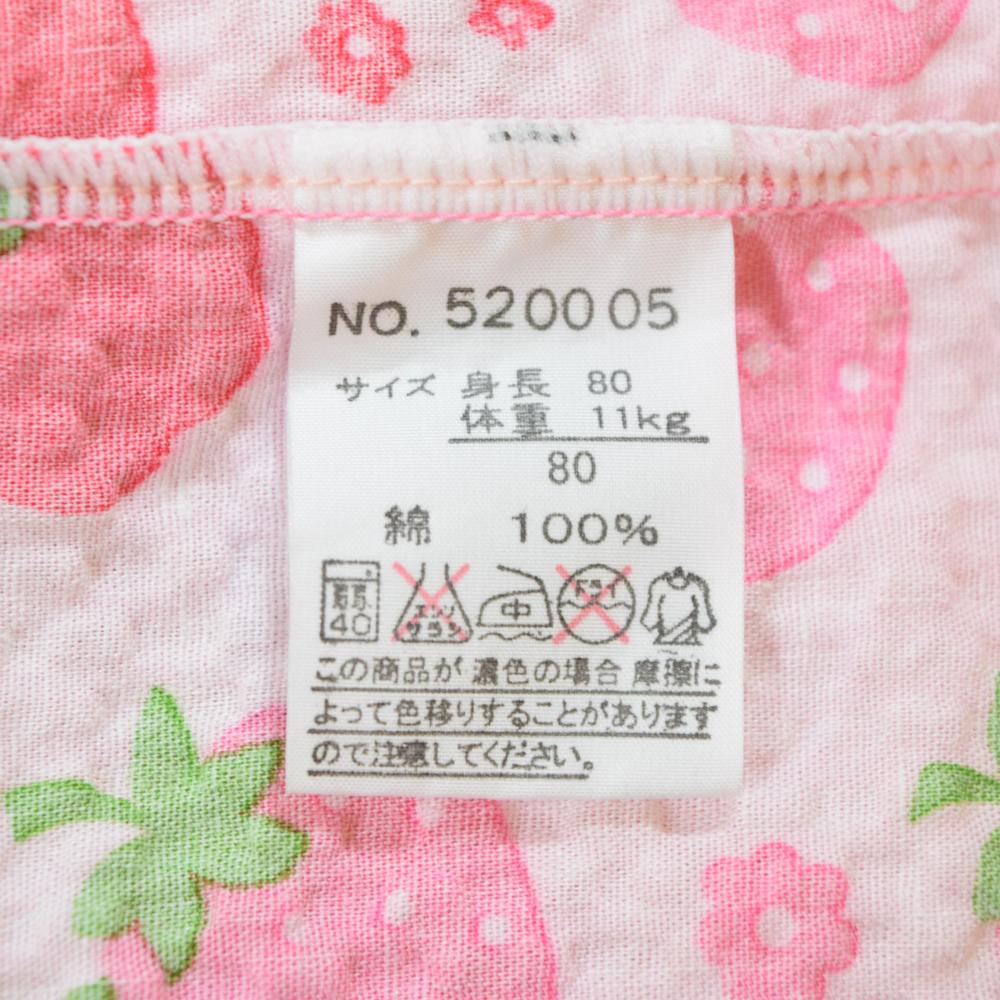 NO. 520005
サイズ 身長 80
体重 11kg
80
綿 100%
弱 40 エンソ サラシ 中 ドライ
この商品が 濃色の場合 摩擦に
よって色移りすることがあります
ので注意してください。